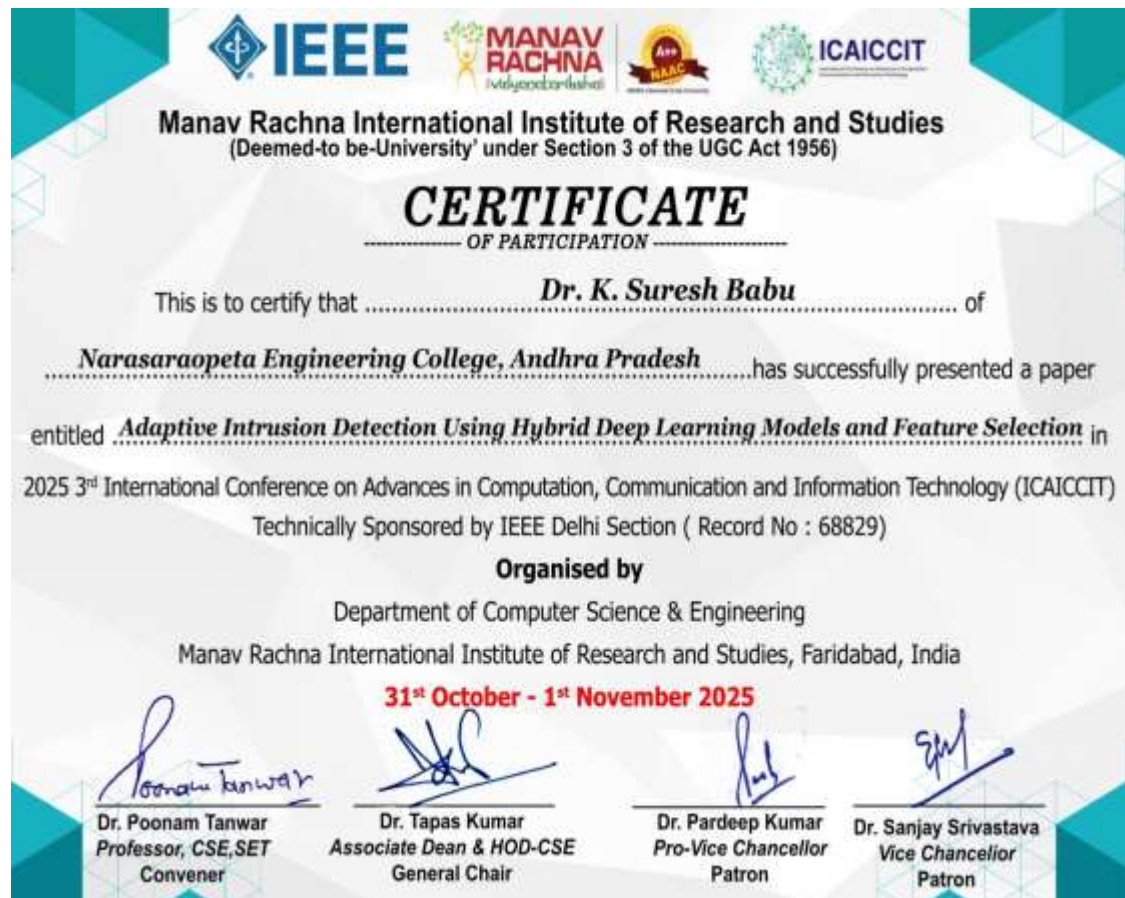 IEEE
MANAV
RACHNA
vidyanatariksha
A++
NAAC
ICAICCIT
Manav Rachna International Institute of Research and Studies
(Deemed-to be-University' under Section 3 of the UGC Act 1956)
CERTIFICATE
OF PARTICIPATION
This is to certify that Dr. K. Suresh Babu of
Narasaraopeta Engineering College, Andhra Pradesh has successfully presented a paper
entitled Adaptive Intrusion Detection Using Hybrid Deep Learning Models and Feature Selection in
2025 3rd International Conference on Advances in Computation, Communication and Information Technology (ICAICCIT)
Technically Sponsored by IEEE Delhi Section ( Record No : 68829)
Organised by
Department of Computer Science & Engineering
Manav Rachna International Institute of Research and Studies, Faridabad, India
31st October - 1st November 2025
Poonam Tanwar
Dr. Poonam Tanwar
Professor, CSE,SET
Convener
Dr. Tapas Kumar
Associate Dean & HOD-CSE
General Chair
Dr. Pardeep Kumar
Pro-Vice Chancellor
Patron
Dr. Sanjay Srivastava
Vice Chancellor
Patron